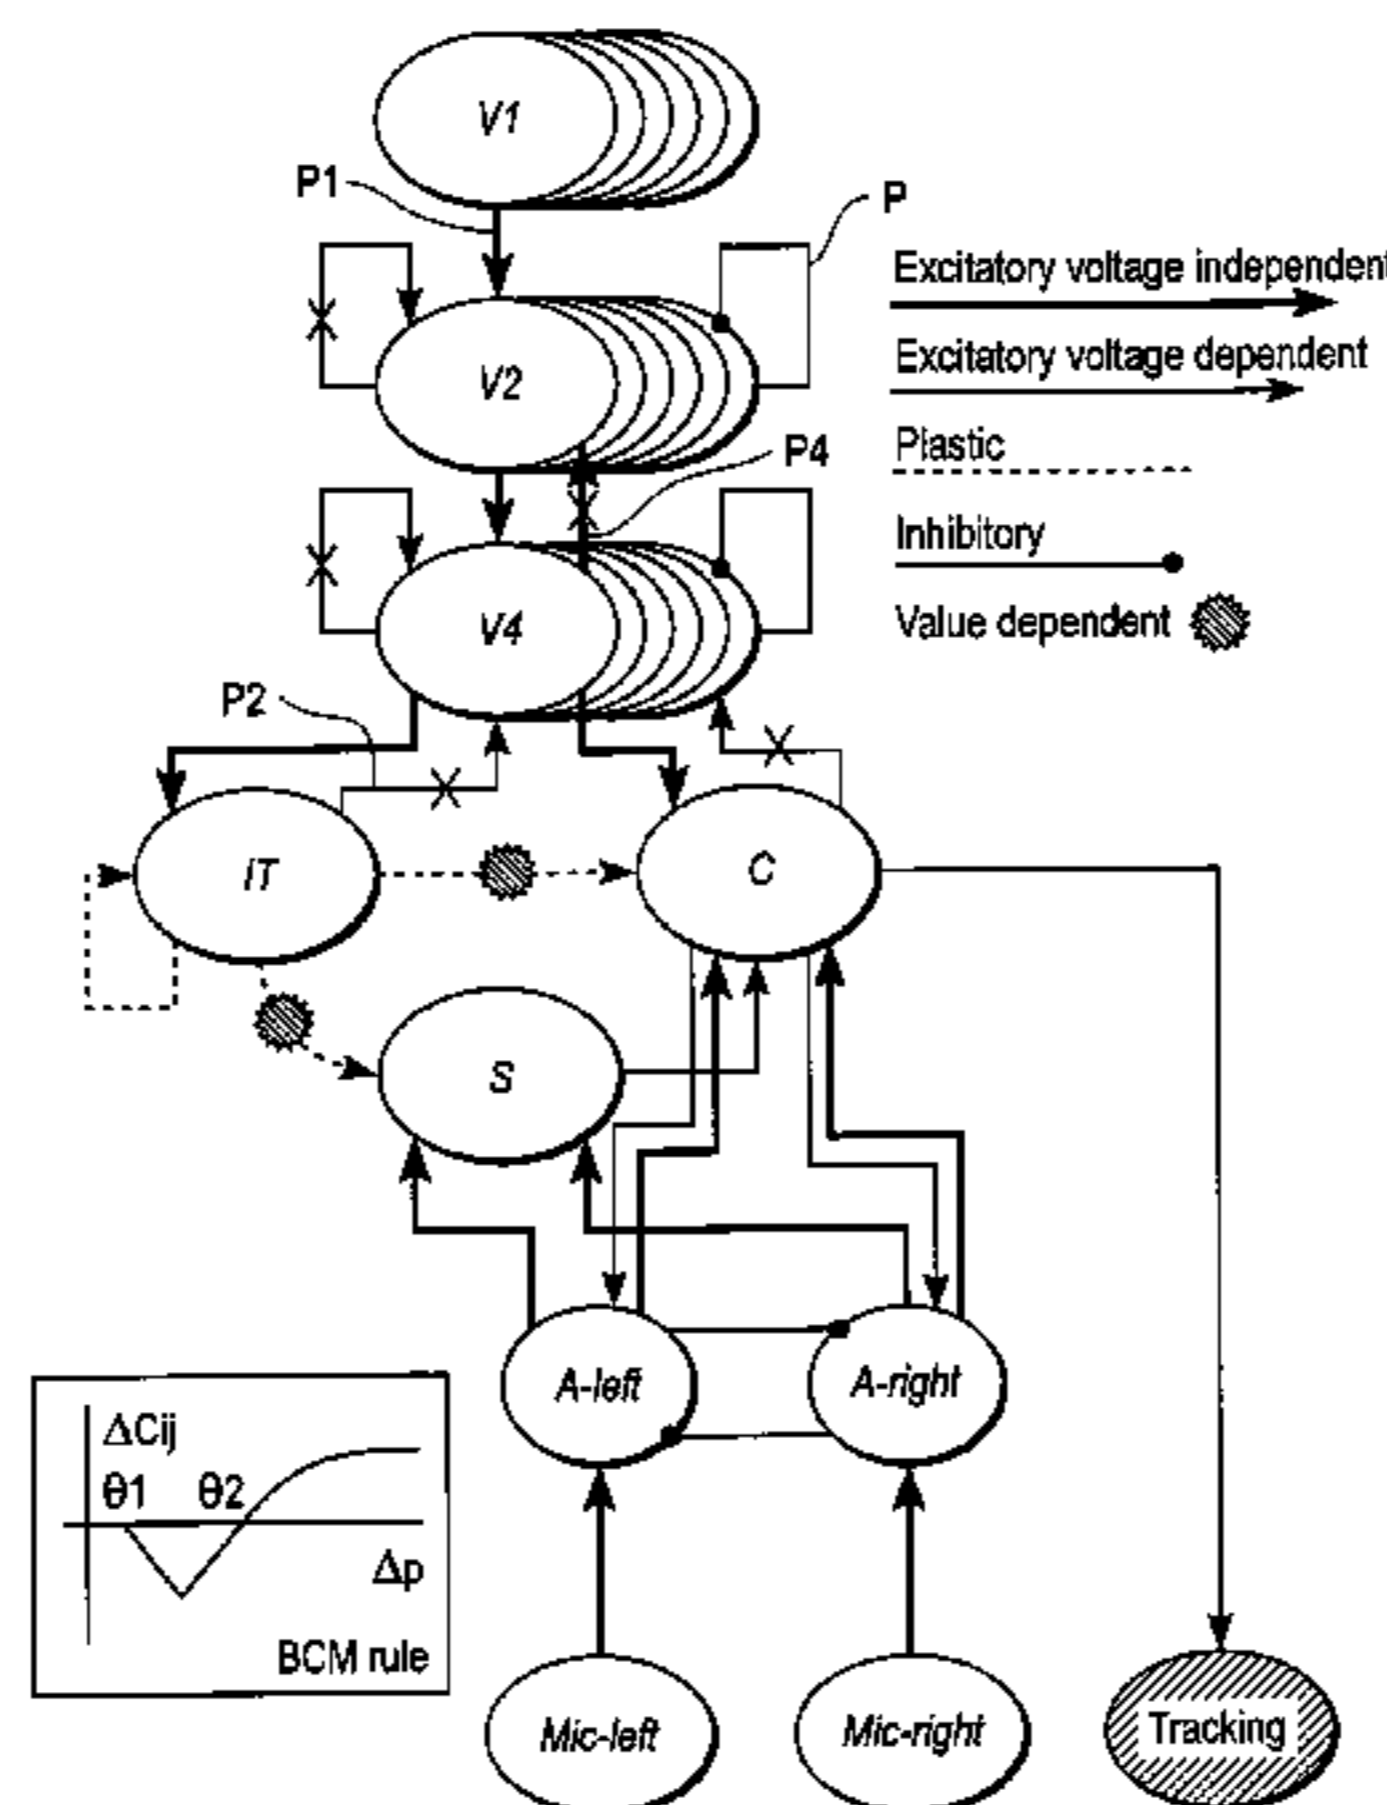 V1
P1
P
Excitatory voltage independent
V2
Excitatory voltage dependent
P4
Plastic
Inhibitory
V4
Value dependent
P2
IT
C
S
A-left
A-right
ΔCij
θ1 θ2
Δp
BCM rule
Mic-left
Mic-right
Tracking